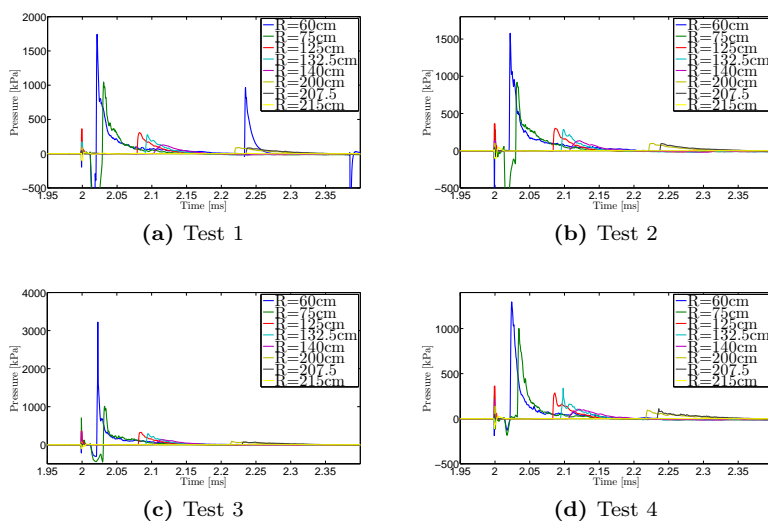 2000
1500
1000
500
0
-500
Pressure [kPa]
1.95 2 2.05 2.1 2.15 2.2 2.25 2.3 2.35
Time [ms]
R=60cm
R=75cm
R=125cm
R=132.5cm
R=140cm
R=200cm
R=207.5
R=215cm
(a) Test 1
1500
1000
500
0
-500
Pressure [kPa]
1.95 2 2.05 2.1 2.15 2.2 2.25 2.3 2.35
Time [ms]
R=60cm
R=75cm
R=125cm
R=132.5cm
R=140cm
R=200cm
R=207.5
R=215cm
(b) Test 2
4000
3000
2000
1000
0
-500
Pressure [kPa]
1.95 2 2.05 2.1 2.15 2.2 2.25 2.3 2.35
Time [ms]
R=60cm
R=75cm
R=125cm
R=132.5cm
R=140cm
R=200cm
R=207.5
R=215cm
(c) Test 3
1000
500
0
-500
Pressure [kPa]
1.95 2 2.05 2.1 2.15 2.2 2.25 2.3 2.35
Time [ms]
R=60cm
R=75cm
R=125cm
R=132.5cm
R=140cm
R=200cm
R=207.5
R=215cm
(d) Test 4